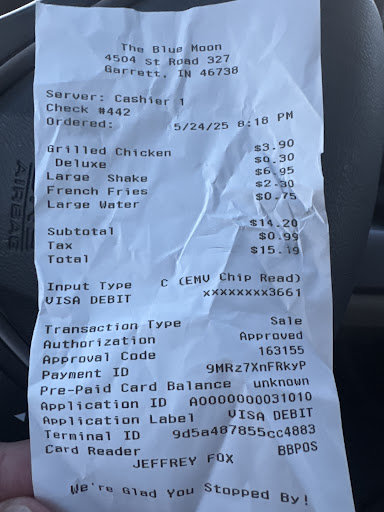 The Blue Moon
4504 St Road 327
Garrett, IN 46738
Server: Cashier 1
Check #442
Ordered: 5/24/25 8:18 PM
Grilled Chicken $3.90
Deluxe $0.30
Large Shake $6.95
French Fries $2.30
Large Water $0.75
Subtotal $14.20
Tax $0.99
Total $15.19
Input Type C (EMV Chip Read)
VISA DEBIT xxxxxxxx3661
Transaction Type Sale
Authorization Approved
Approval Code 163155
Payment ID 9MRz7XnFRkyP
Pre-Paid Card Balance unknown
Application ID A0000000031010
Application Label VISA DEBIT
Terminal ID 9d5a487855cc4883
Card Reader BBPOS
JEFFREY FOX
We're Glad You Stopped By!
AIRBAG